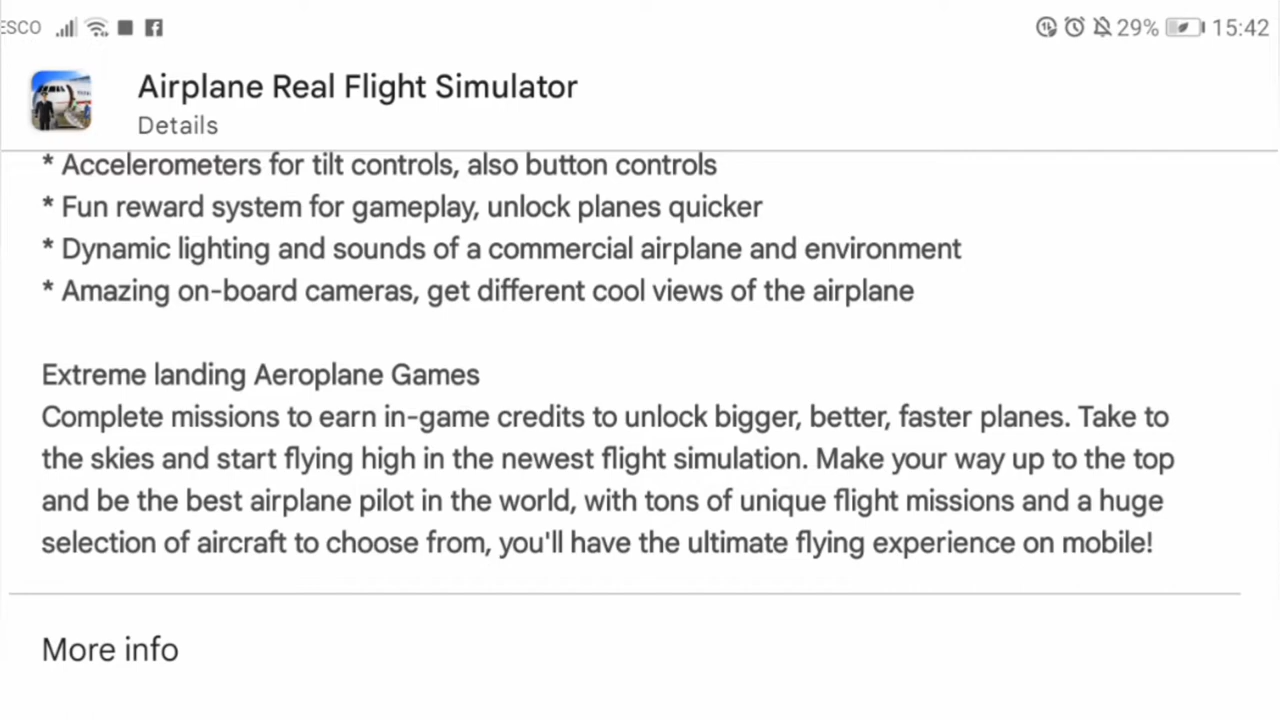 ESCO 29% 15:42
Airplane Real Flight Simulator
Details
* Accelerometers for tilt controls, also button controls
* Fun reward system for gameplay, unlock planes quicker
* Dynamic lighting and sounds of a commercial airplane and environment
* Amazing on-board cameras, get different cool views of the airplane
Extreme landing Aeroplane Games
Complete missions to earn in-game credits to unlock bigger, better, faster planes. Take to
the skies and start flying high in the newest flight simulation. Make your way up to the top
and be the best airplane pilot in the world, with tons of unique flight missions and a huge
selection of aircraft to choose from, you'll have the ultimate flying experience on mobile!
More info